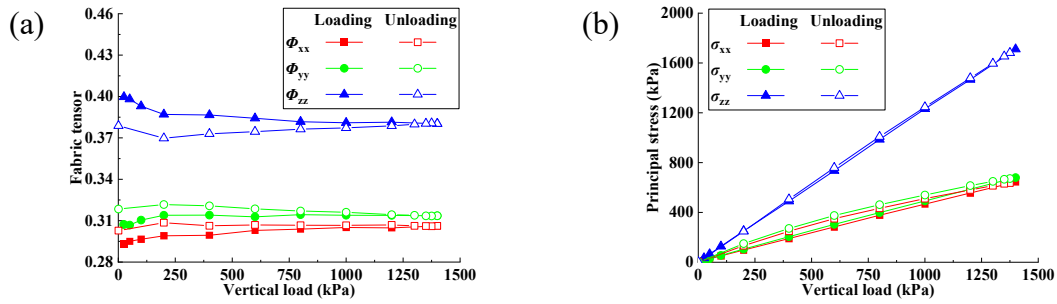 (a)
0.46
0.43
0.40
0.37
0.34
0.31
0.28
Fabric tensor
Loading Unloading
Φxx
Φyy
Φzz
0 250 500 750 1000 1250 1500
Vertical load (kPa)
(b)
2000
1600
1200
800
400
0
Principal stress (kPa)
Loading Unloading
σxx
σyy
σzz
0 250 500 750 1000 1250 1500
Vertical load (kPa)